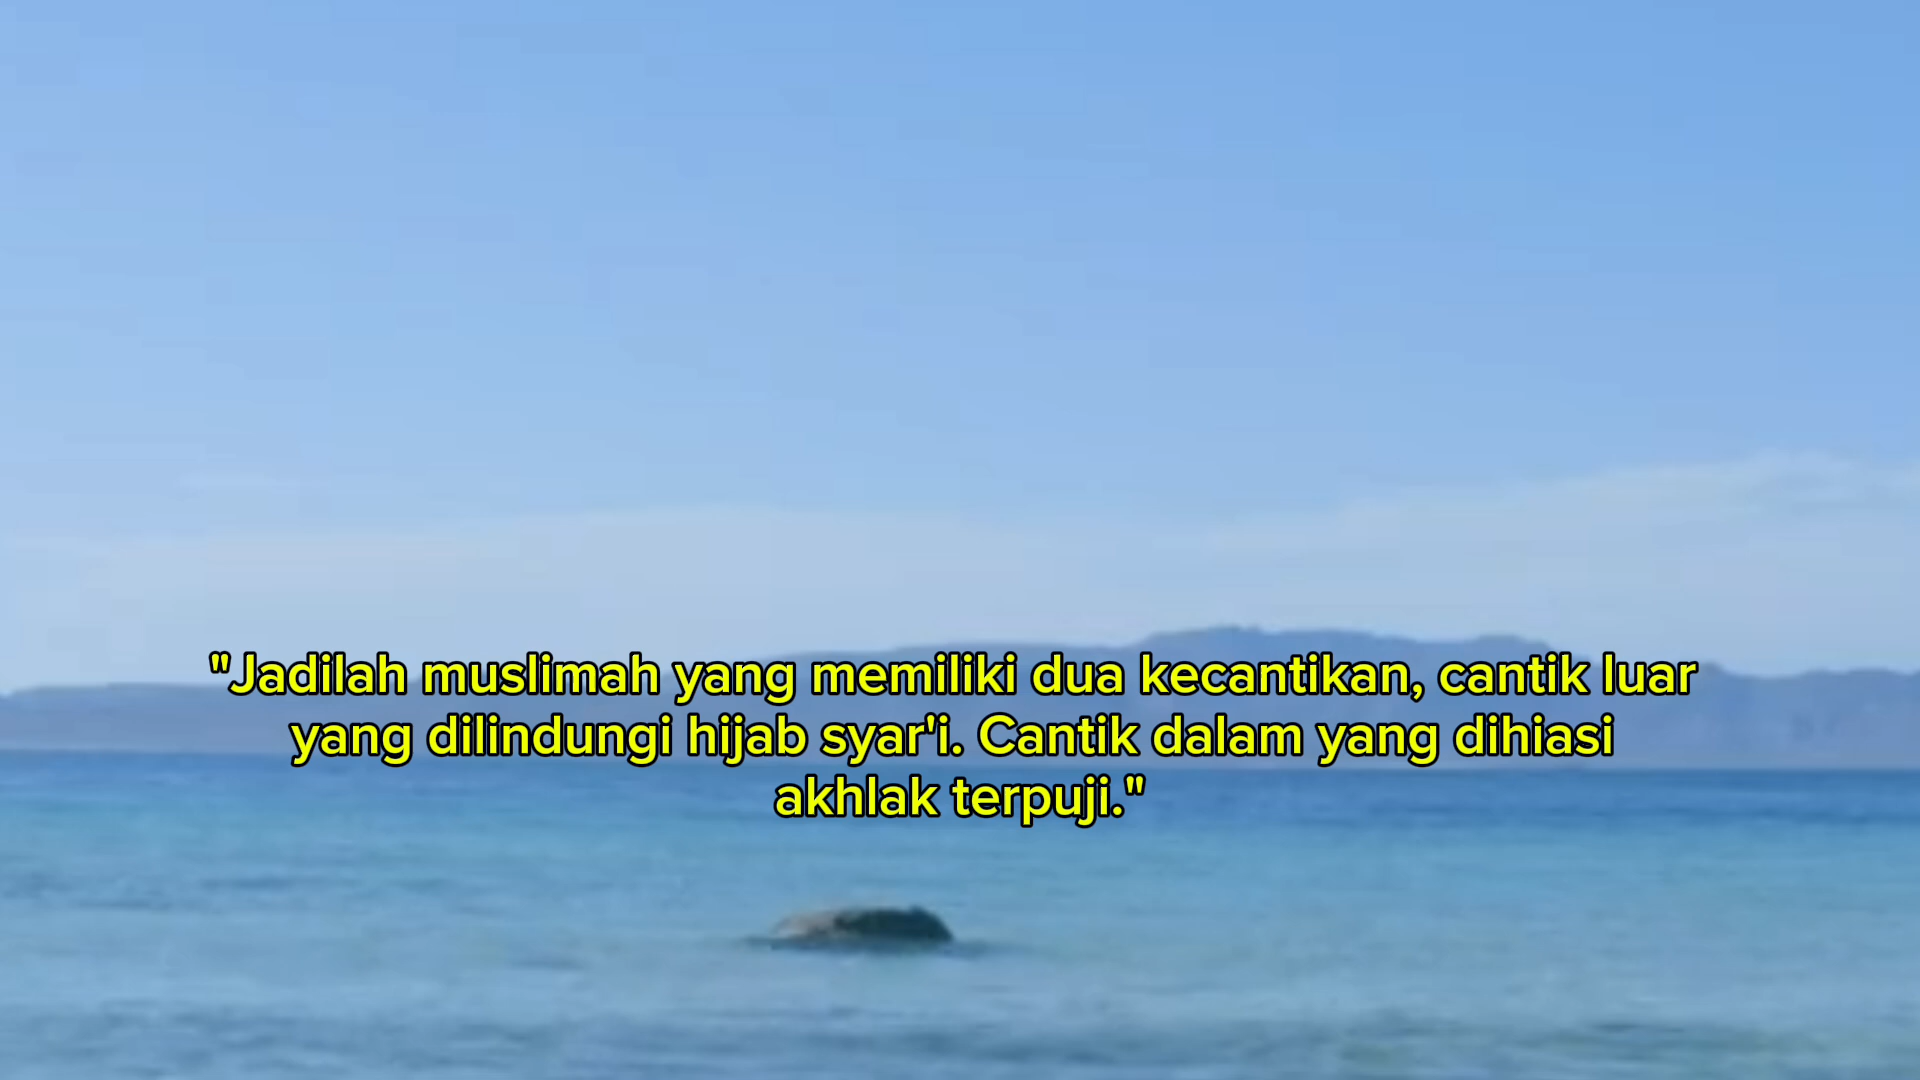 "Jadilah muslimah yang memiliki dua kecantikan, cantik luar
yang dilindungi hijab syar'i. Cantik dalam yang dihiasi
akhlak terpuji."